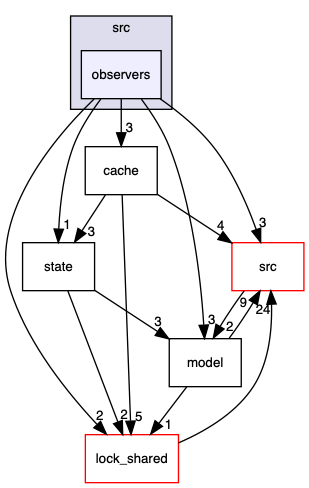 src
observers
3
cache
1
3
4
3
state
src
3
3
9
2
24
model
2
2
5
1
lock_shared